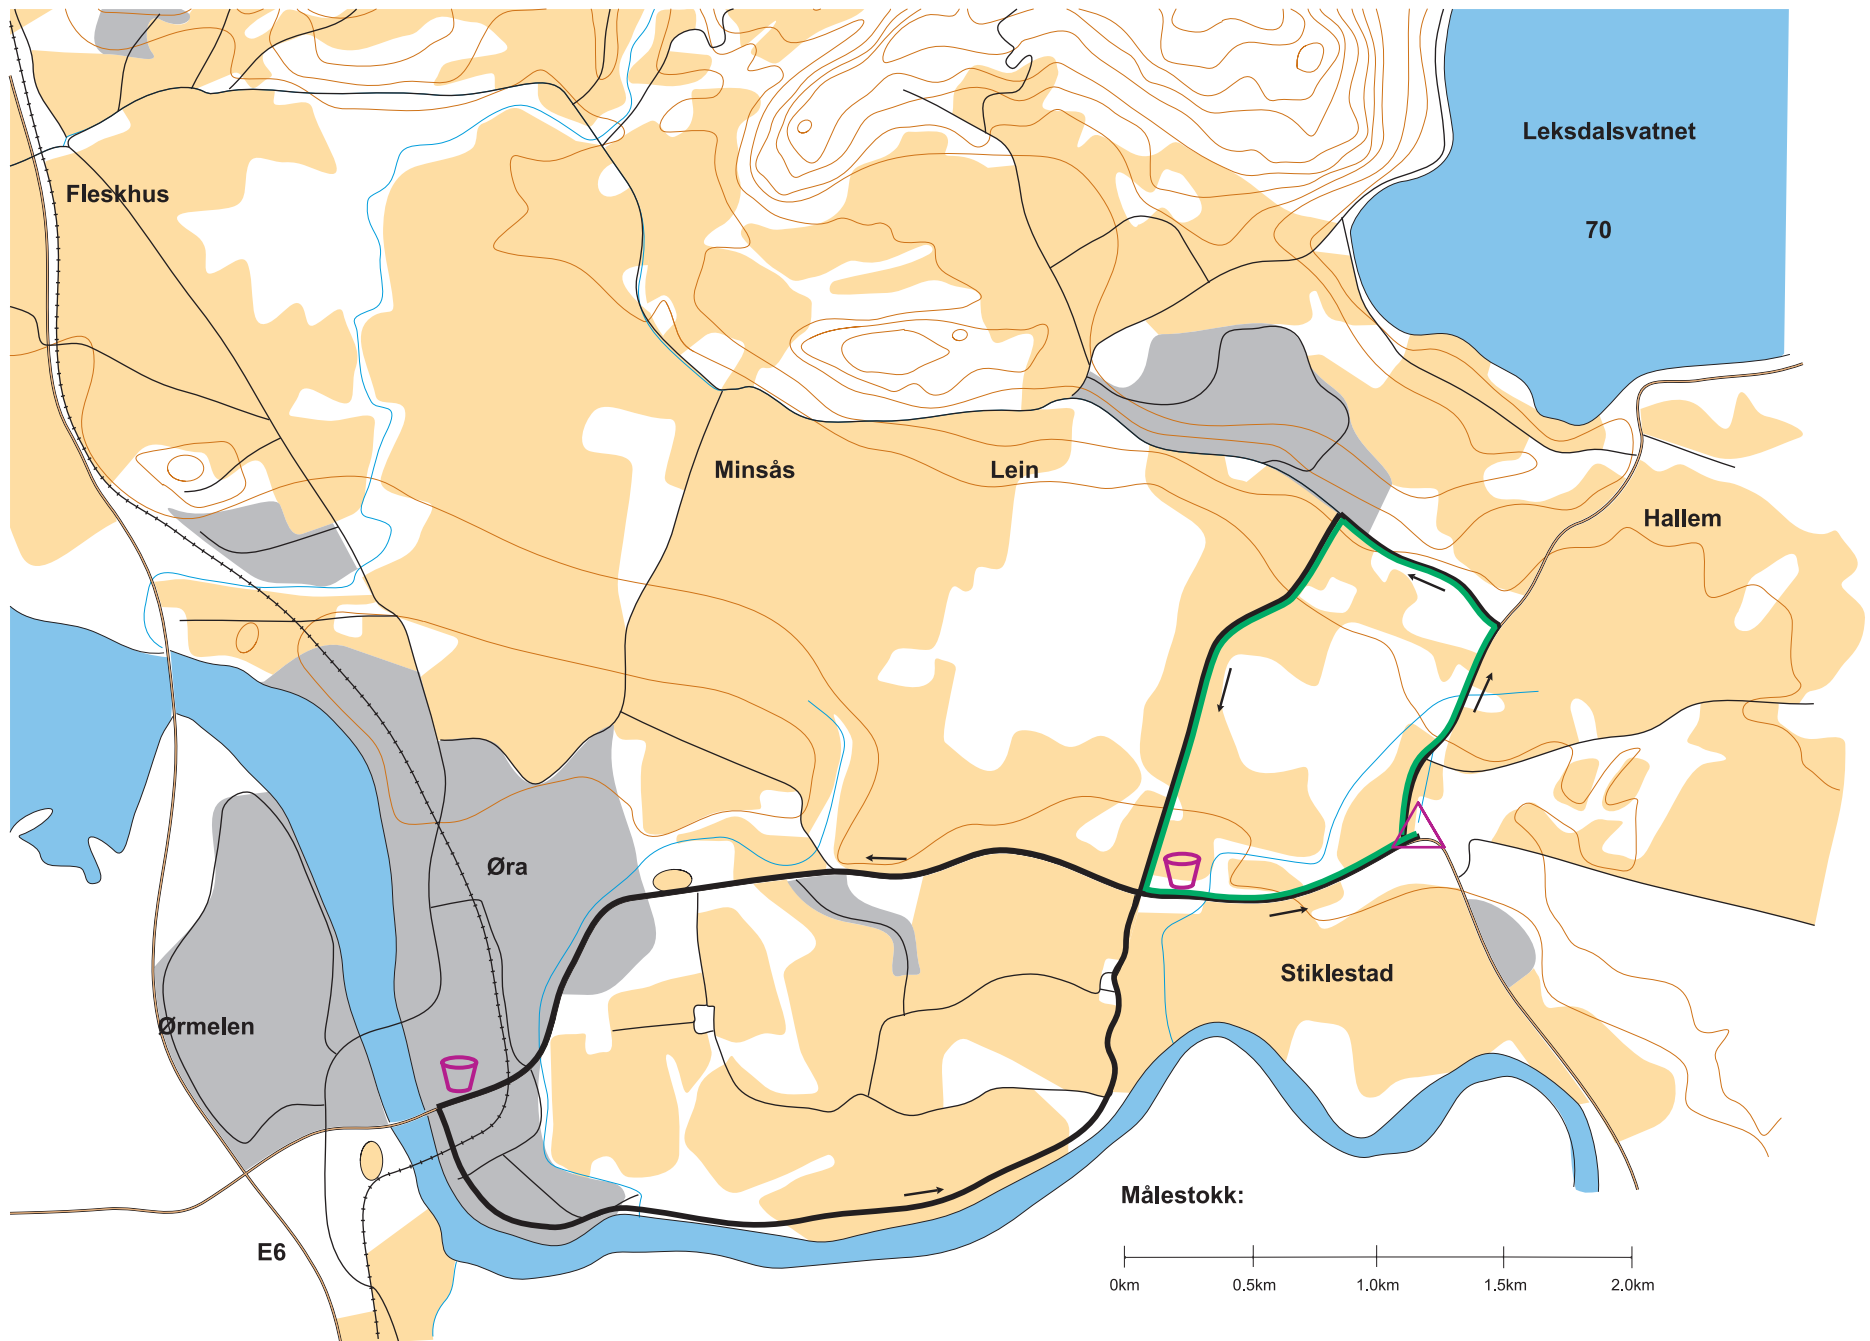 Leksdalsvatnet
Fleskhus
70
Minsås
Lein
Hallem
Øra
Stiklestad
Ørmelen
Målestokk:
E6
0km 0.5km 1.0km 1.5km 2.0km